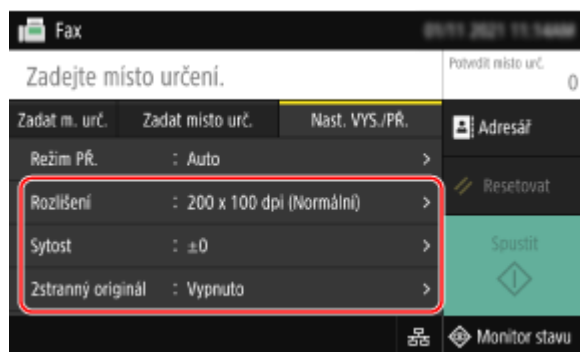 Fax
Zadejte místo určení.
Potvrdit místo urč.
0
Zadat m. urč.
Zadat místo urč.
Nast. VYS./PŘ.
Adresář
Režim PŘ. : Auto
Resetovat
Rozlišení : 200 x 100 dpi (Normální)
Sytost : ±0
Spustit
2stranný originál : Vypnuto
Monitor stavu